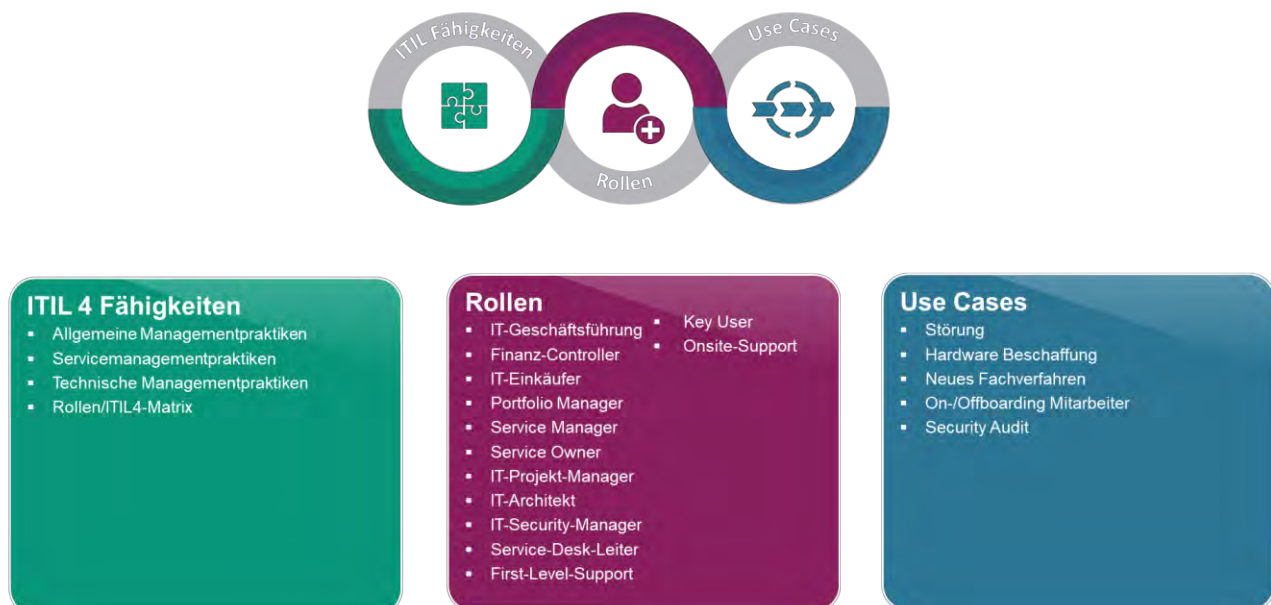 ITIL Fähigkeiten
Use Cases
Rollen
ITIL 4 Fähigkeiten
▪ Allgemeine Managementpraktiken
▪ Servicemanagementpraktiken
▪ Technische Managementpraktiken
▪ Rollen/ITIL4-Matrix
Rollen
▪ IT-Geschäftsführung
▪ Finanz-Controller
▪ IT-Einkäufer
▪ Portfolio Manager
▪ Service Manager
▪ Service Owner
▪ IT-Projekt-Manager
▪ IT-Architekt
▪ IT-Security-Manager
▪ Service-Desk-Leiter
▪ First-Level-Support
▪ Key User
▪ Onsite-Support
Use Cases
▪ Störung
▪ Hardware Beschaffung
▪ Neues Fachverfahren
▪ On-/Offboarding Mitarbeiter
▪ Security Audit